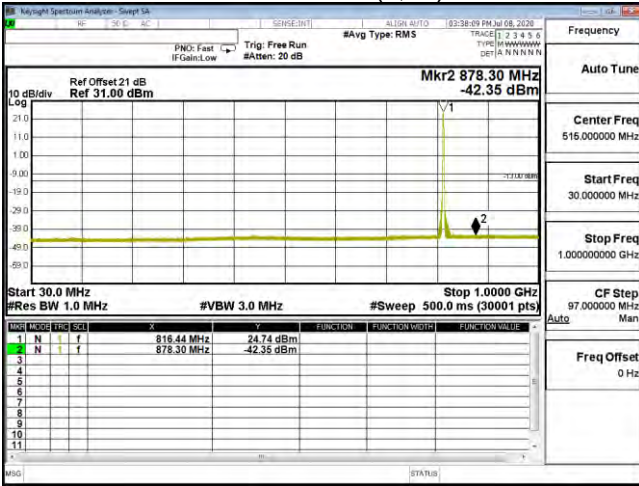 Keysight Spectrum Analyzer - Swept SA
RF 50 Ω AC SENSE:INT ALIGN AUTO 03:38:09 PM Jul 08, 2020
#Avg Type: RMS
TRACE 1 2 3 4 5 6
TYPE M WWWWW
DET A N N N N N
PNO: Fast
IFGain:Low
Trig: Free Run
#Atten: 20 dB
Mkr2 878.30 MHz
-42.35 dBm
Ref Offset 21 dB
10 dB/div Ref 31.00 dBm
Log
1
21.0
11.0
1.00
-9.00
-13.00 dBm
-19.0
-29.0
2
-39.0
-49.0
-59.0
Start 30.0 MHz Stop 1.0000 GHz
#Res BW 1.0 MHz #VBW 3.0 MHz #Sweep 500.0 ms (30001 pts)
MKR MODE TRC SCL X Y FUNCTION FUNCTION WIDTH FUNCTION VALUE
1 N 1 f 816.44 MHz 24.74 dBm
2 N 1 f 878.30 MHz -42.35 dBm
3
4
5
6
7
8
9
10
11
MSG STATUS
Frequency
Auto Tune
Center Freq
515.000000 MHz
Start Freq
30.000000 MHz
Stop Freq
1.000000000 GHz
CF Step
97.000000 MHz
Auto Man
Freq Offset
0 Hz